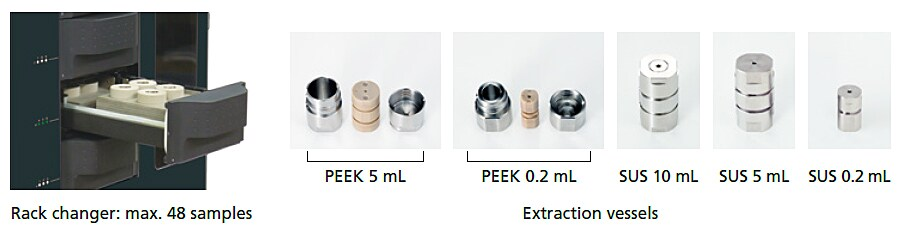 PEEK 5 mL
PEEK 0.2 mL
SUS 10 mL
SUS 5 mL
SUS 0.2 mL
Rack changer: max. 48 samples
Extraction vessels